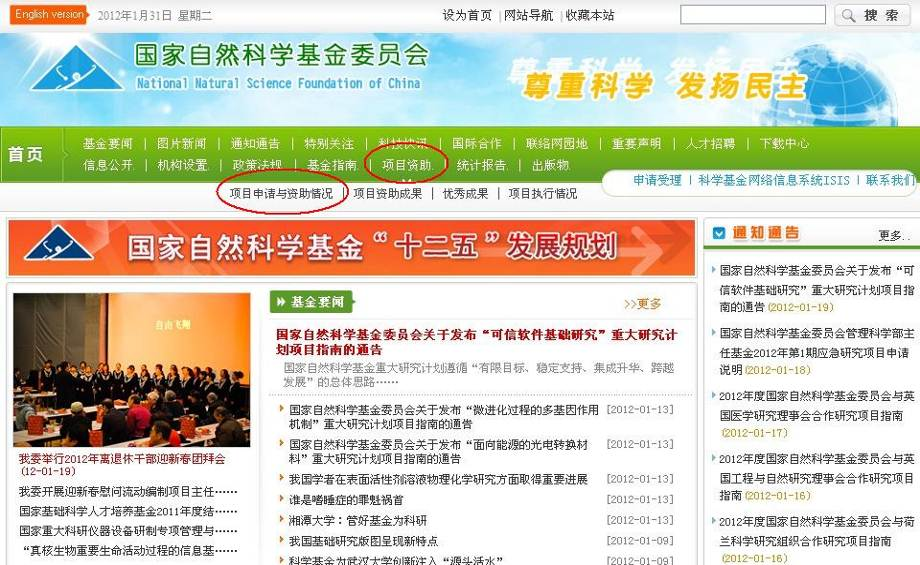 English version 2012年1月31日 星期二 设为首页 | 网站导航 | 收藏本站 搜 索
国家自然科学基金委员会
National Natural Science Foundation of China
尊重科学 发扬民主
首页
基金要闻 | 图片新闻 | 通知通告 | 特别关注 | 科技快讯 | 国际合作 | 联络网园地 | 重要声明 | 人才招聘 | 下载中心
信息公开 | 机构设置 | 政策法规 | 基金指南 | 项目资助 | 统计报告 | 出版物
申请受理 | 科学基金网络信息系统ISIS | 联系我们
项目申请与资助情况 | 项目资助成果 | 优秀成果 | 项目执行情况
国家自然科学基金“十二五”发展规划
自由飞翔
我委举行2012年离退休干部迎新春团拜会
(12-01-19)
我委开展迎新春慰问流动编制项目主任……
国家基础科学人才培养基金2011年度结……
国家重大科研仪器设备研制专项管理与……
“真核生物重要生命活动过程的信息基……
基金要闻 >>更多
国家自然科学基金委员会关于发布“可信软件基础研究”重大研究计
划项目指南的通告
国家自然科学基金重大研究计划遵循“有限目标、稳定支持、集成升华、跨越
发展”的总体思路……
国家自然科学基金委员会关于发布“微进化过程的多基因作用 [2012-01-13]
机制”重大研究计划项目指南的通告
国家自然科学基金委员会关于发布“面向能源的光电转换材 [2012-01-13]
料”重大研究计划项目指南的通告
我国学者在表面活性剂溶液物理化学研究方面取得重要进展 [2012-01-13]
谁是嗜睡症的罪魁祸首 [2012-01-13]
湘潭大学：管好基金为科研 [2012-01-13]
我国基础研究版图呈现新特点 [2012-01-09]
科学基金为武汉大学创新注入“源头活水” [2012-01-09]
通知通告 更多..
国家自然科学基金委员会关于发布“可
信软件基础研究”重大研究计划项目指
南的通告 (2012-01-19)
国家自然科学基金委员会管理科学部主
任基金2012年第1期应急研究项目申请
说明 (2012-01-18)
2012年度国家自然科学基金委员会与英
国医学研究理事会合作研究项目指南
(2012-01-17)
2012年度国家自然科学基金委员会与英
国工程与自然研究理事会合作研究项目
指南 (2012-01-16)
2012年度国家自然科学基金委员会与荷
兰科学研究组织合作研究项目指南
(2012-01-16)